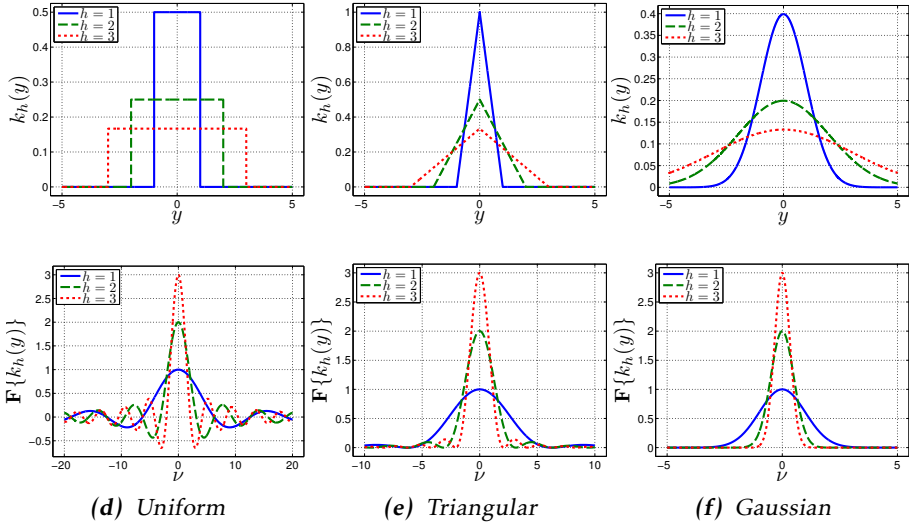 0.5
0.4
0.3
0.2
0.1
0
−5
0
5
y
k_h(y)
h = 1
h = 2
h = 3
1
0.8
0.6
0.4
0.2
0
−5
0
5
y
k_h(y)
h = 1
h = 2
h = 3
0.4
0.35
0.3
0.25
0.2
0.15
0.1
0.05
0
−5
0
5
y
k_h(y)
h = 1
h = 2
h = 3
3
2.5
2
1.5
1
0.5
0
−0.5
−20
−10
0
10
20
ν
F{k_h(y)}
h = 1
h = 2
h = 3
(d) Uniform
3
2.5
2
1.5
1
0.5
0
−10
−5
0
5
10
ν
F{k_h(y)}
h = 1
h = 2
h = 3
(e) Triangular
3
2.5
2
1.5
1
0.5
0
−5
0
5
ν
F{k_h(y)}
h = 1
h = 2
h = 3
(f) Gaussian